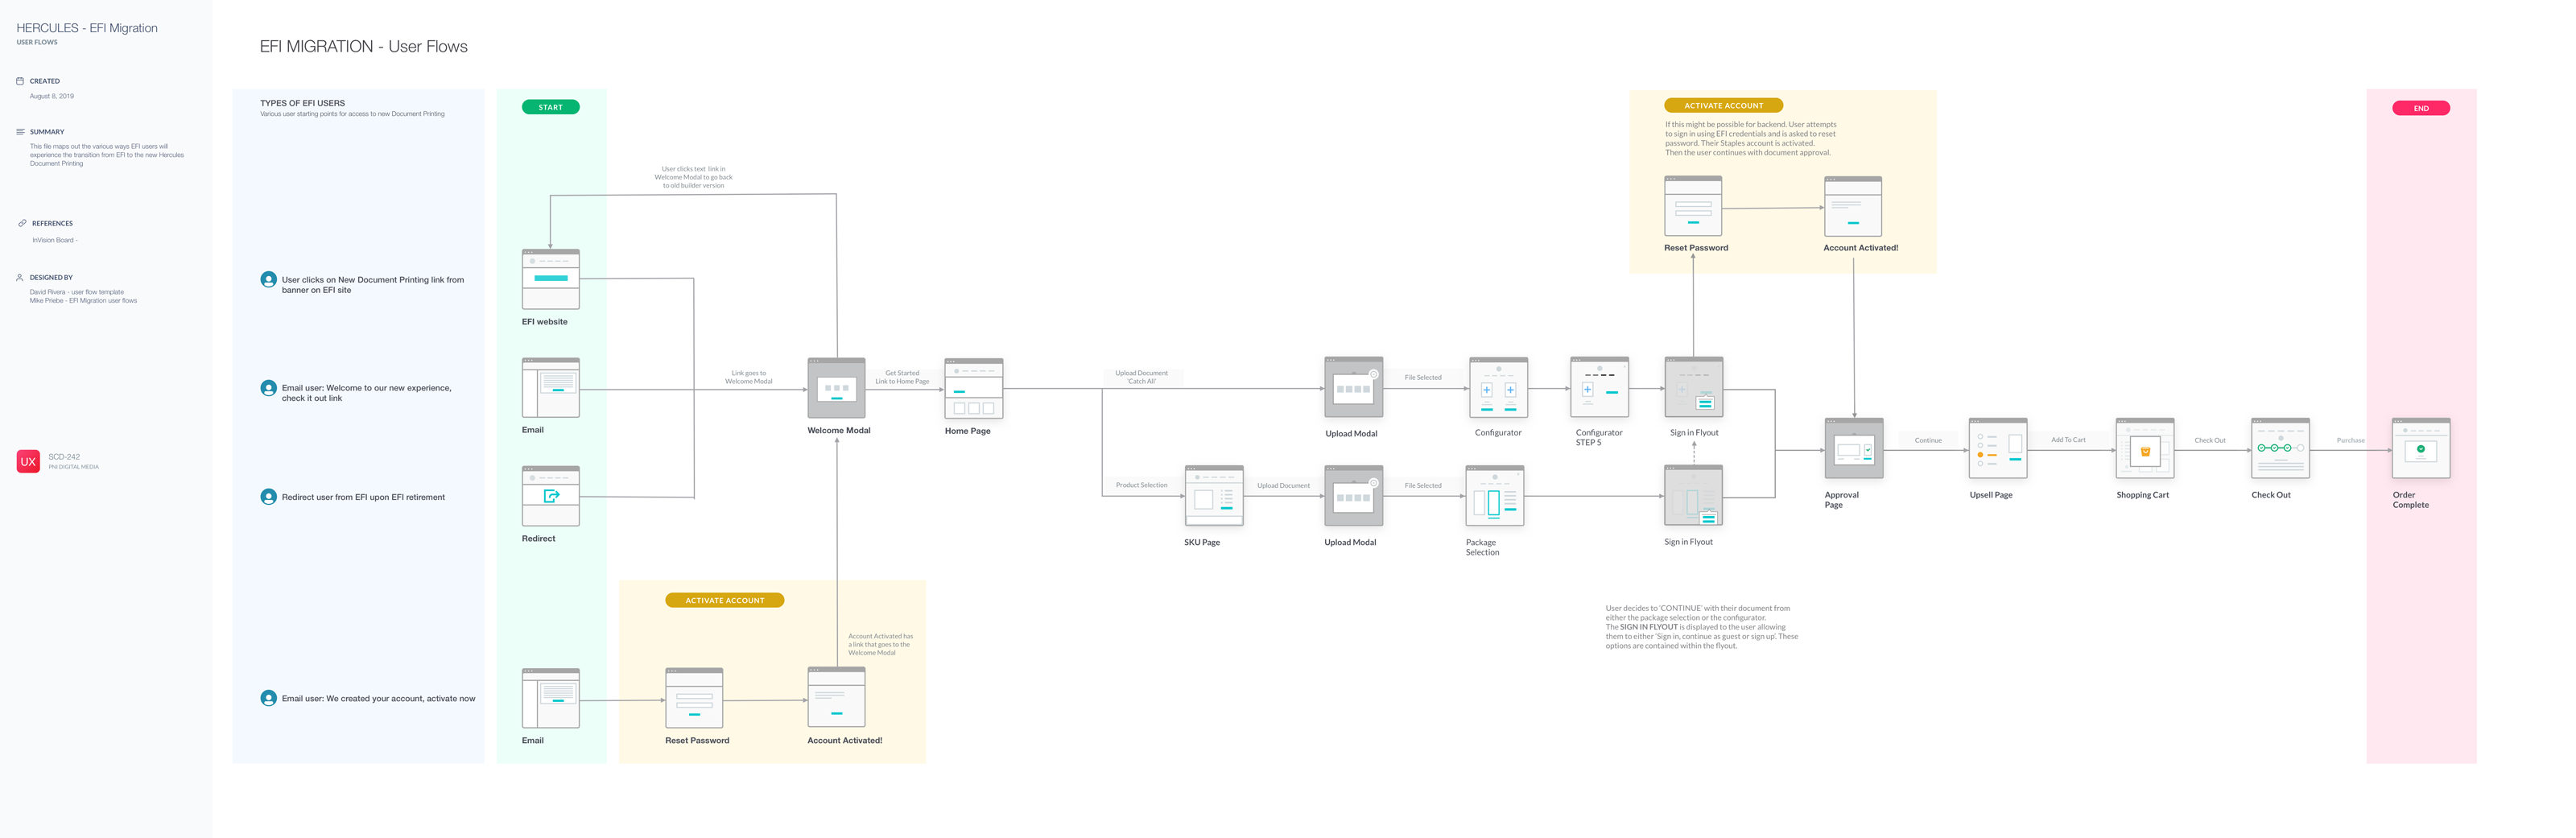 HERCULES - EFI Migration
USER FLOWS
CREATED
August 8, 2019
SUMMARY
This file maps out the various ways EFI users will
experience the transition from EFI to the new Hercules
Document Printing
REFERENCES
InVision Board -
DESIGNED BY
David Rivera - user flow template
Mike Priebe - EFI Migration user flows
UX
SCD-242
PNI DIGITAL MEDIA
EFI MIGRATION - User Flows
TYPES OF EFI USERS
Various user starting points for access to new Document Printing
User clicks on New Document Printing link from
banner on EFI site
Email user: Welcome to our new experience,
check it out link
Redirect user from EFI upon EFI retirement
Email user: We created your account, activate now
START
EFI website
Email
Redirect
Email
User clicks text link in
Welcome Modal to go back
to old builder version
Link goes to
Welcome Modal
Welcome Modal
Get Started
Link to Home Page
Home Page
ACTIVATE ACCOUNT
Account Activated has
a link that goes to the
Welcome Modal
Reset Password
Account Activated!
Upload Document
'Catch All'
Upload Modal
File Selected
Configurator
Configurator
STEP 5
Sign in Flyout
Product Selection
SKU Page
Upload Document
Upload Modal
File Selected
Package
Selection
Sign in Flyout
ACTIVATE ACCOUNT
If this might be possible for backend. User attempts
to sign in using EFI credentials and is asked to reset
password. Their Staples account is activated.
Then the user continues with document approval.
Reset Password
Account Activated!
User decides to 'CONTINUE' with their document from
either the package selection or the configurator.
The SIGN IN FLYOUT is displayed to the user allowing
them to either 'Sign in, continue as guest or sign up'. These
options are contained within the flyout.
Approval
Page
Continue
Upsell Page
Add To Cart
Shopping Cart
Check Out
Check Out
Purchase
END
Order
Complete